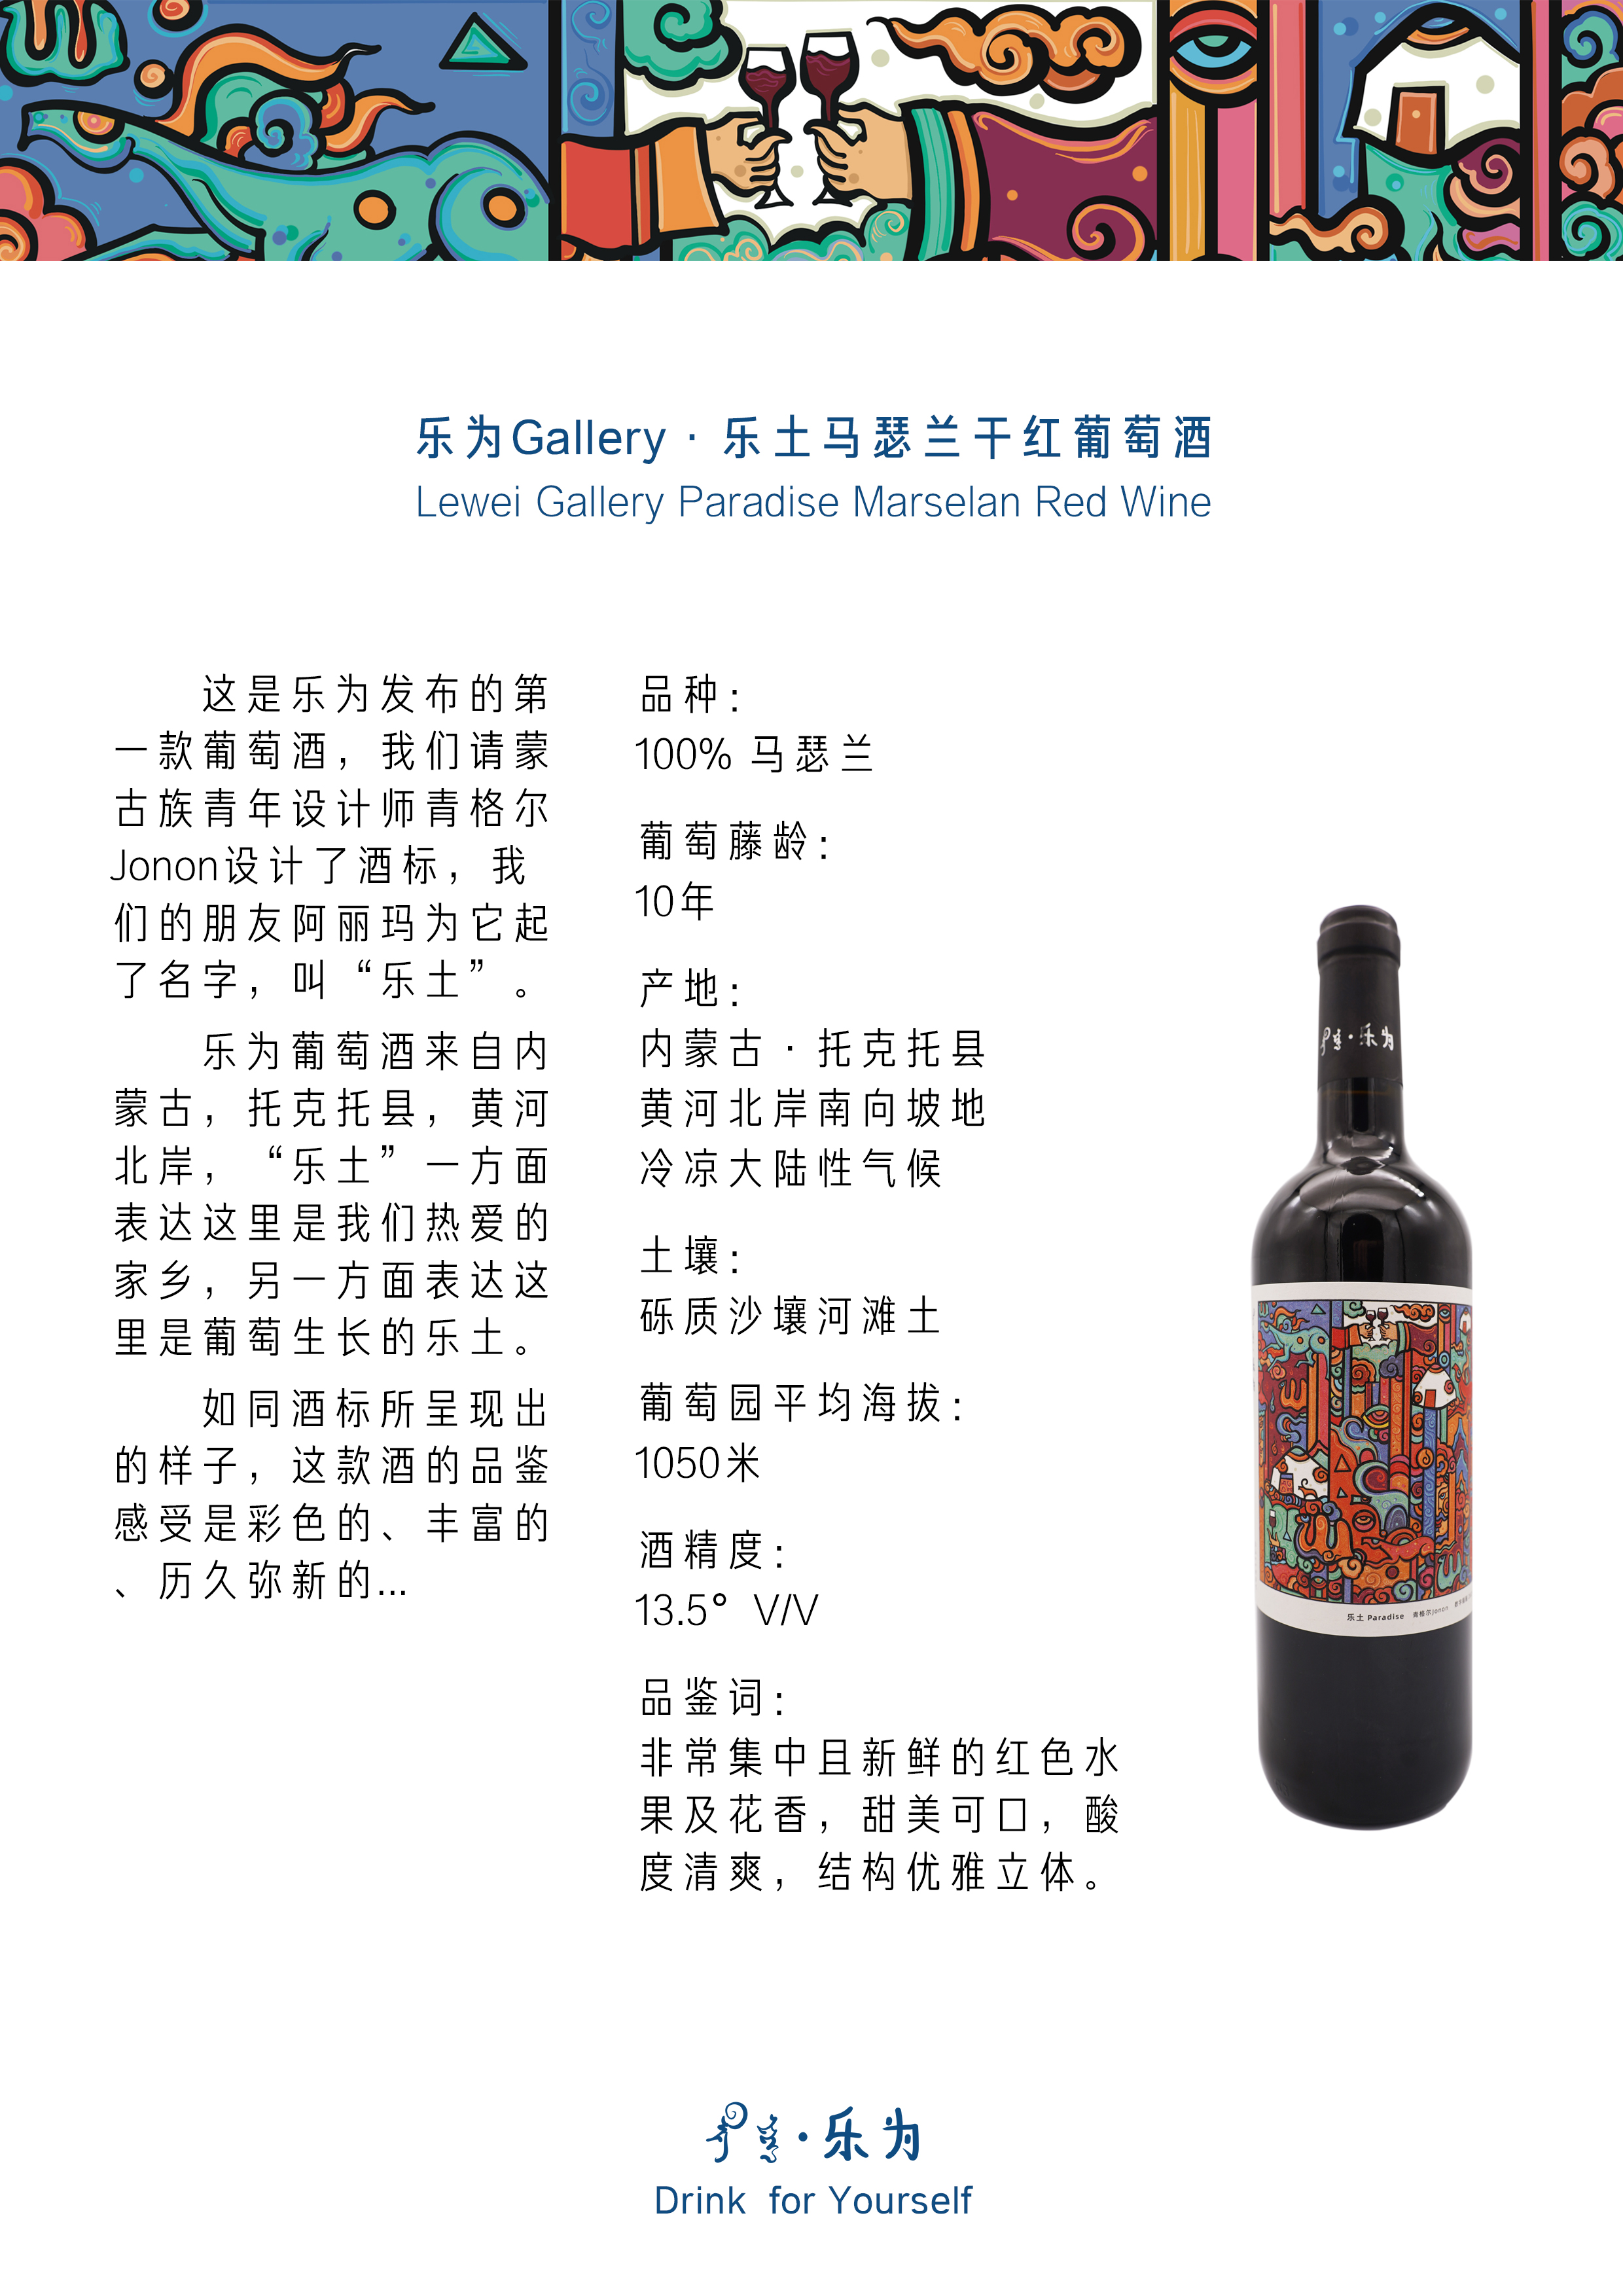 乐为Gallery · 乐土马瑟兰干红葡萄酒
Lewei Gallery Paradise Marselan Red Wine
这是乐为发布的第
一款葡萄酒，我们请蒙
古族青年设计师青格尔
Jonon设计了酒标，我
们的朋友阿丽玛为它起
了名字，叫“乐土”。
乐为葡萄酒来自内
蒙古，托克托县，黄河
北岸，“乐土”一方面
表达这里是我们热爱的
家乡，另一方面表达这
里是葡萄生长的乐土。
如同酒标所呈现出
的样子，这款酒的品鉴
感受是彩色的、丰富的
、历久弥新的...
品种：
100% 马瑟兰
葡萄藤龄：
10年
产地：
内蒙古 · 托克托县
黄河北岸南向坡地
冷凉大陆性气候
土壤：
砾质沙壤河滩土
葡萄园平均海拔：
1050米
酒精度：
13.5° V/V
品鉴词：
非常集中且新鲜的红色水
果及花香，甜美可口，酸
度清爽，结构优雅立体。
·乐为
乐土 Paradise 青格尔Jonon
·乐为
Drink for Yourself